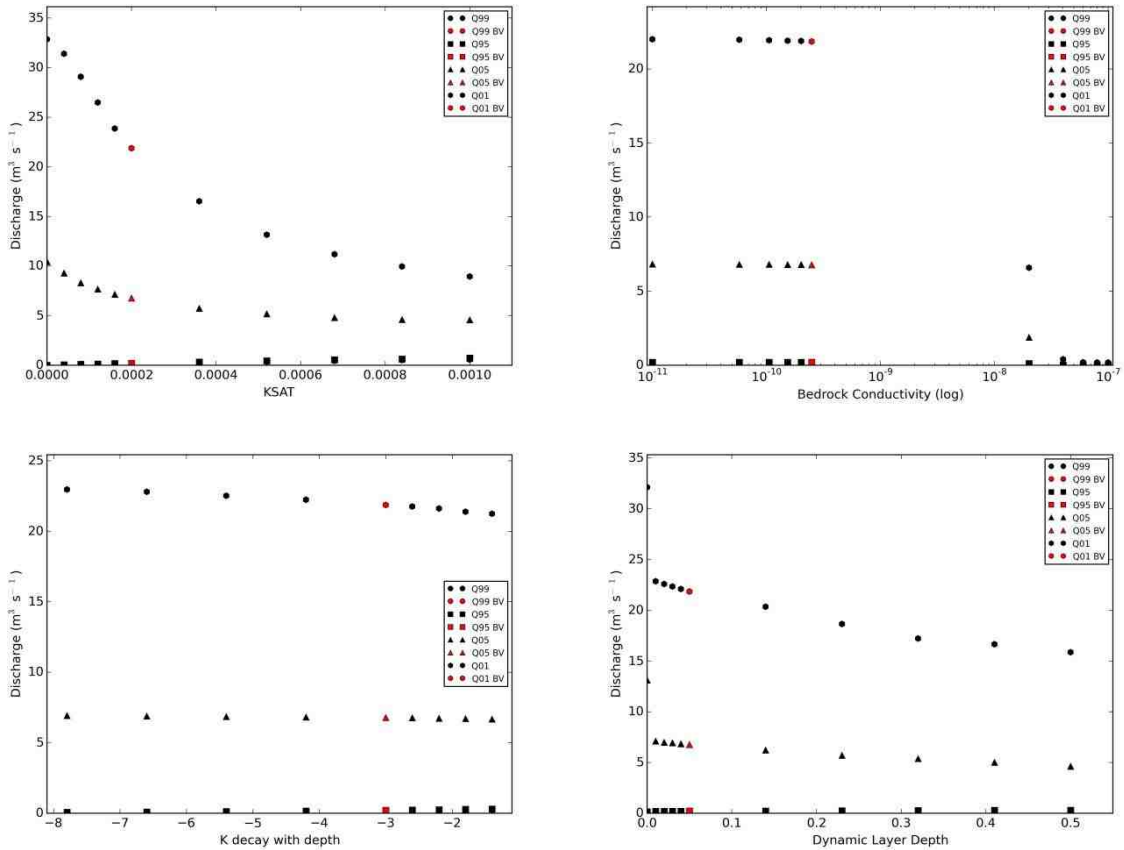 35
30
25
20
15
10
5
0
Discharge (m³ s⁻¹)
0.0000
0.0002
0.0004
0.0006
0.0008
0.0010
KSAT
Q99
Q99 BV
Q95
Q95 BV
Q05
Q05 BV
Q01
Q01 BV
20
15
10
5
0
Discharge (m³ s⁻¹)
10⁻¹¹
10⁻¹⁰
10⁻⁹
10⁻⁸
10⁻⁷
Bedrock Conductivity (log)
Q99
Q99 BV
Q95
Q95 BV
Q05
Q05 BV
Q01
Q01 BV
25
20
15
10
5
0
Discharge (m³ s⁻¹)
−8
−7
−6
−5
−4
−3
−2
K decay with depth
Q99
Q99 BV
Q95
Q95 BV
Q05
Q05 BV
Q01
Q01 BV
35
30
25
20
15
10
5
0
Discharge (m³ s⁻¹)
0.0
0.1
0.2
0.3
0.4
0.5
Dynamic Layer Depth
Q99
Q99 BV
Q95
Q95 BV
Q05
Q05 BV
Q01
Q01 BV